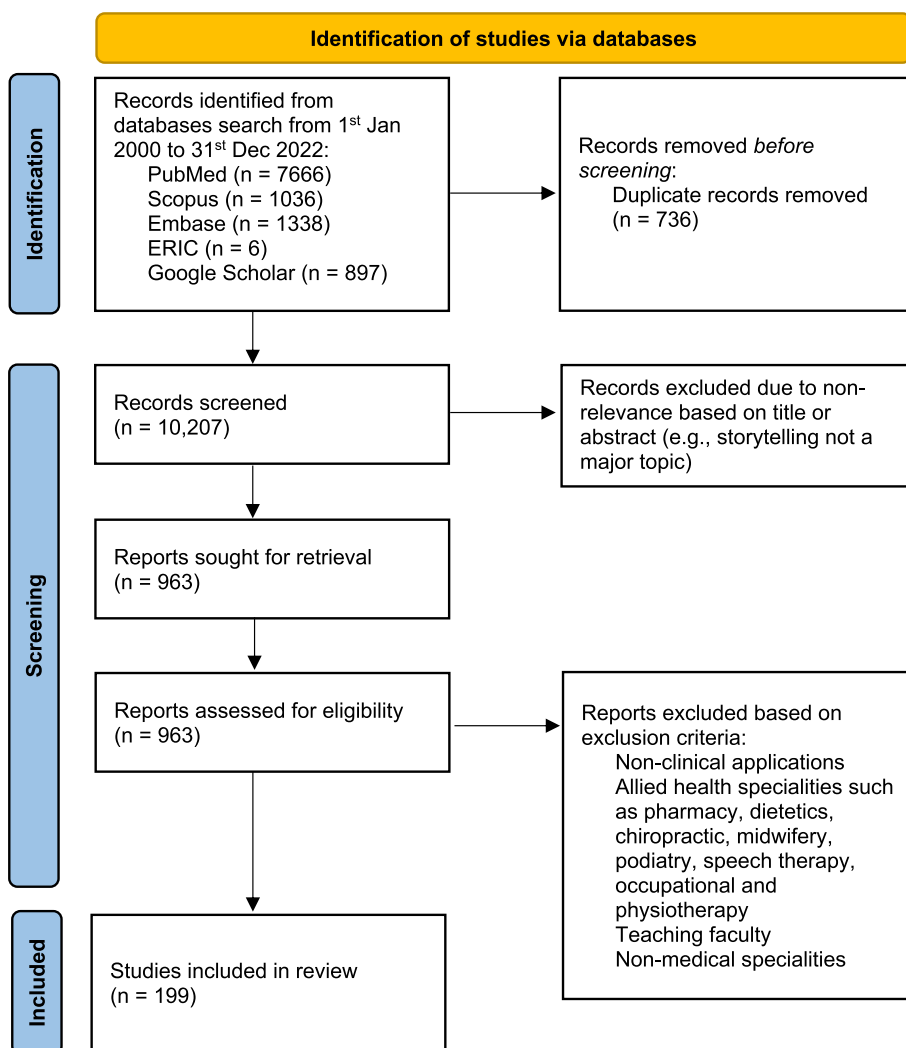 Identification of studies via databases
Identification
Records identified from
databases search from 1st Jan
2000 to 31st Dec 2022:
PubMed (n = 7666)
Scopus (n = 1036)
Embase (n = 1338)
ERIC (n = 6)
Google Scholar (n = 897)
Records removed before
screening:
Duplicate records removed
(n = 736)
Screening
Records screened
(n = 10,207)
Records excluded due to non-
relevance based on title or
abstract (e.g., storytelling not a
major topic)
Reports sought for retrieval
(n = 963)
Reports assessed for eligibility
(n = 963)
Reports excluded based on
exclusion criteria:
Non-clinical applications
Allied health specialities such
as pharmacy, dietetics,
chiropractic, midwifery,
podiatry, speech therapy,
occupational and
physiotherapy
Teaching faculty
Non-medical specialities
Included
Studies included in review
(n = 199)